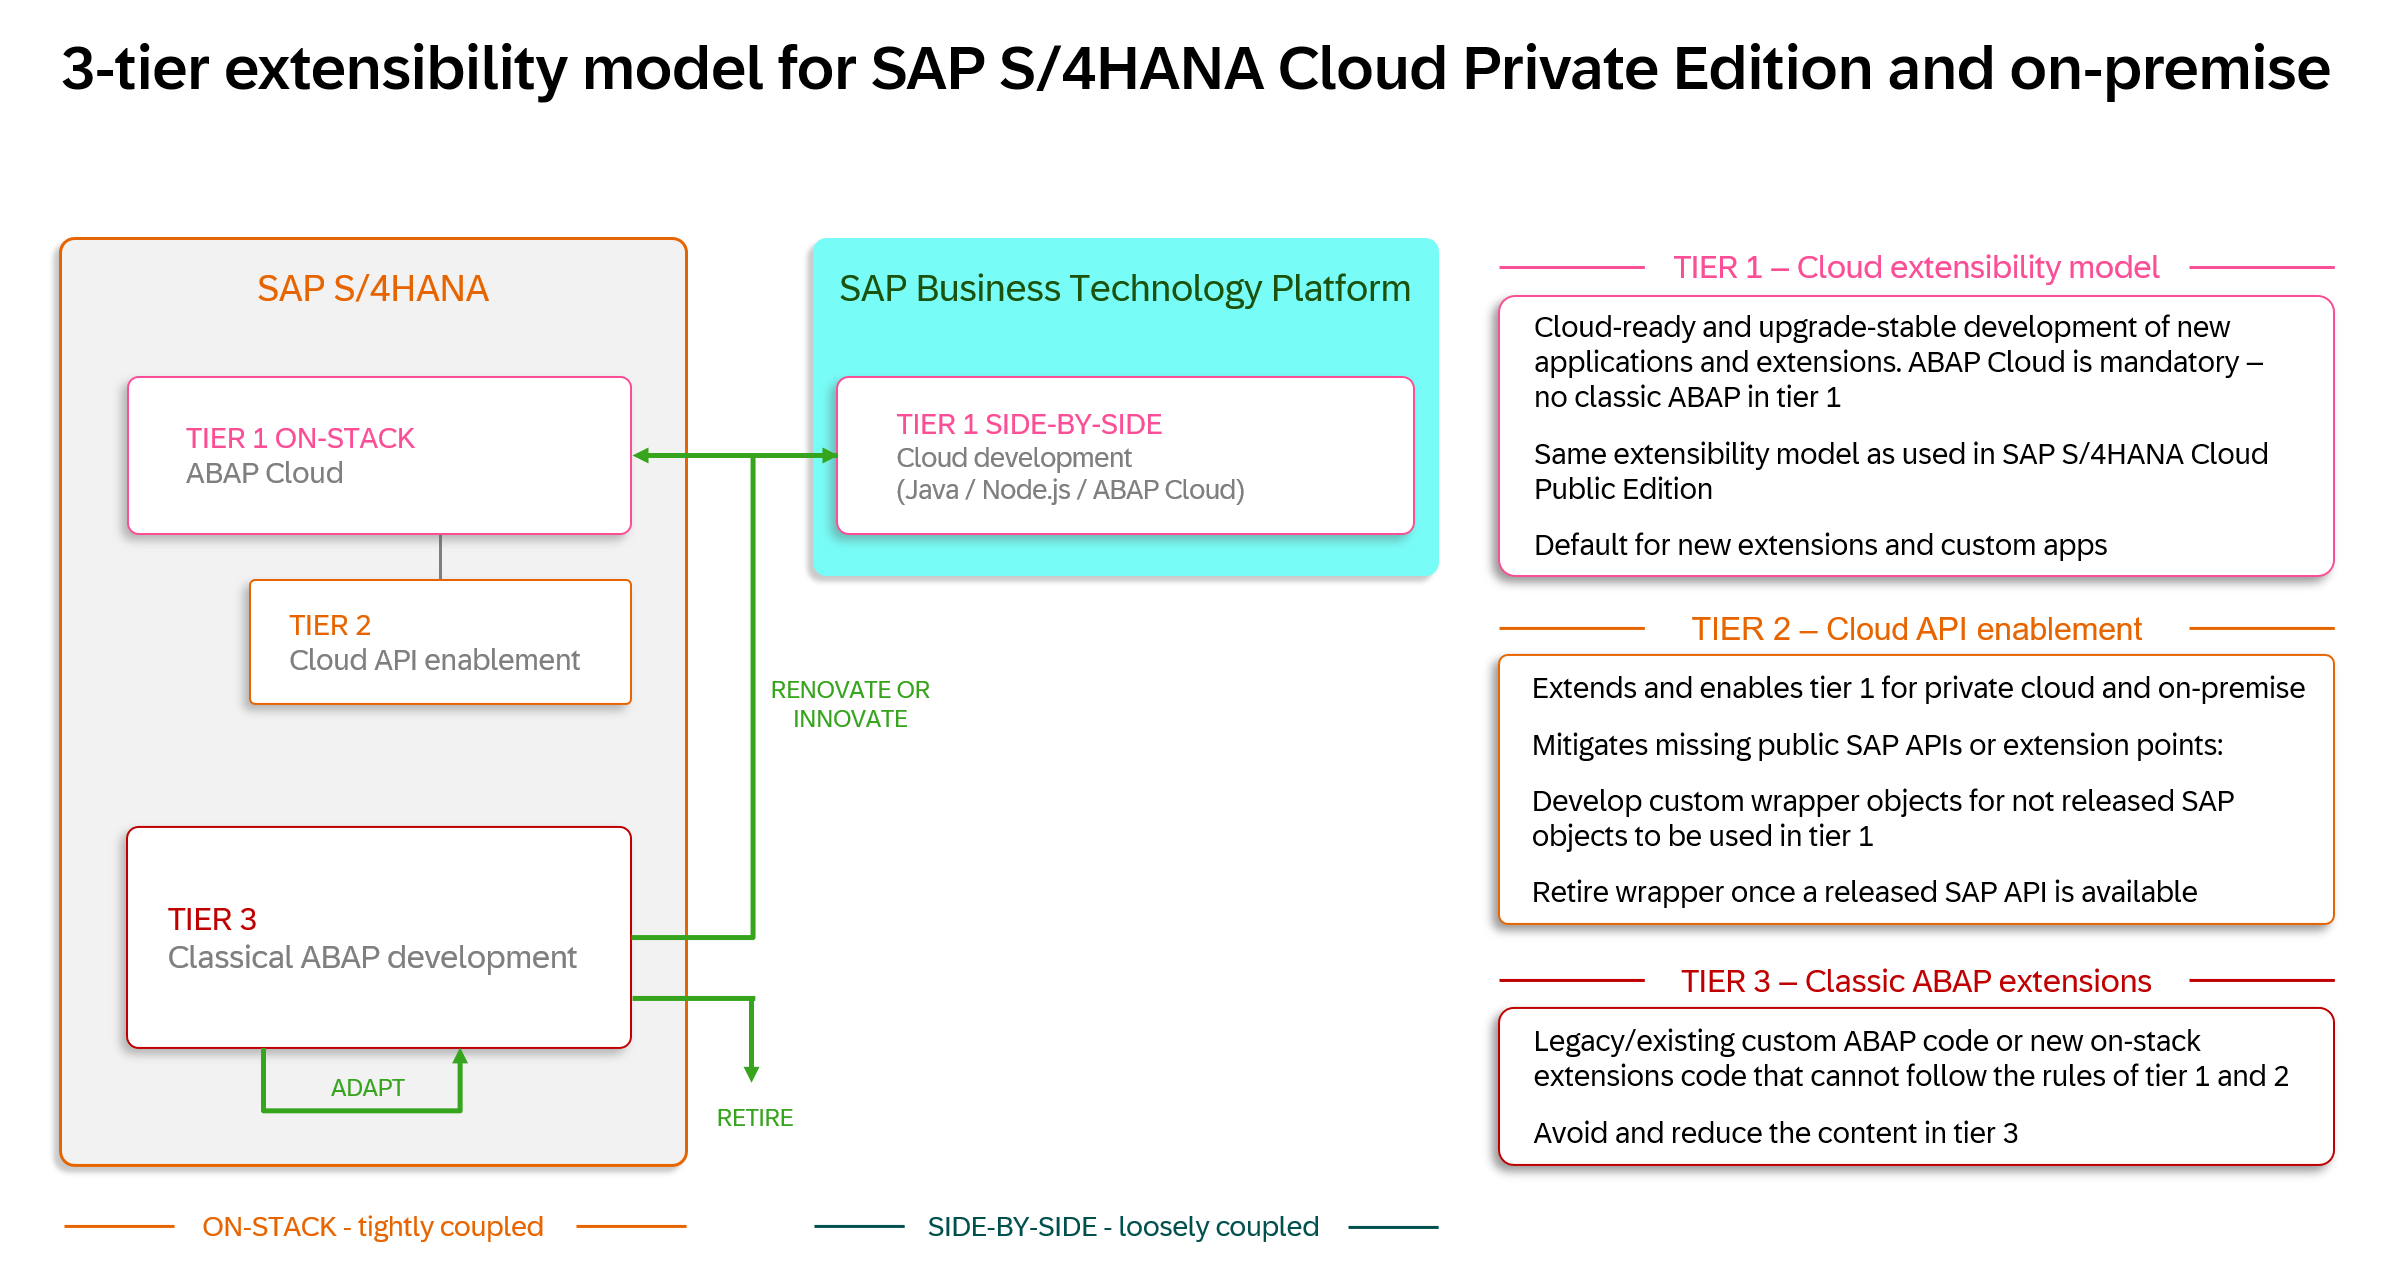 3-tier extensibility model for SAP S/4HANA Cloud Private Edition and on-premise
SAP S/4HANA
TIER 1 ON-STACK
ABAP Cloud
TIER 2
Cloud API enablement
TIER 3
Classical ABAP development
ADAPT
RENOVATE OR
INNOVATE
RETIRE
ON-STACK - tightly coupled
SAP Business Technology Platform
TIER 1 SIDE-BY-SIDE
Cloud development
(Java / Node.js / ABAP Cloud)
SIDE-BY-SIDE - loosely coupled
TIER 1 – Cloud extensibility model
Cloud-ready and upgrade-stable development of new
applications and extensions. ABAP Cloud is mandatory –
no classic ABAP in tier 1
Same extensibility model as used in SAP S/4HANA Cloud
Public Edition
Default for new extensions and custom apps
TIER 2 – Cloud API enablement
Extends and enables tier 1 for private cloud and on-premise
Mitigates missing public SAP APIs or extension points:
Develop custom wrapper objects for not released SAP
objects to be used in tier 1
Retire wrapper once a released SAP API is available
TIER 3 – Classic ABAP extensions
Legacy/existing custom ABAP code or new on-stack
extensions code that cannot follow the rules of tier 1 and 2
Avoid and reduce the content in tier 3